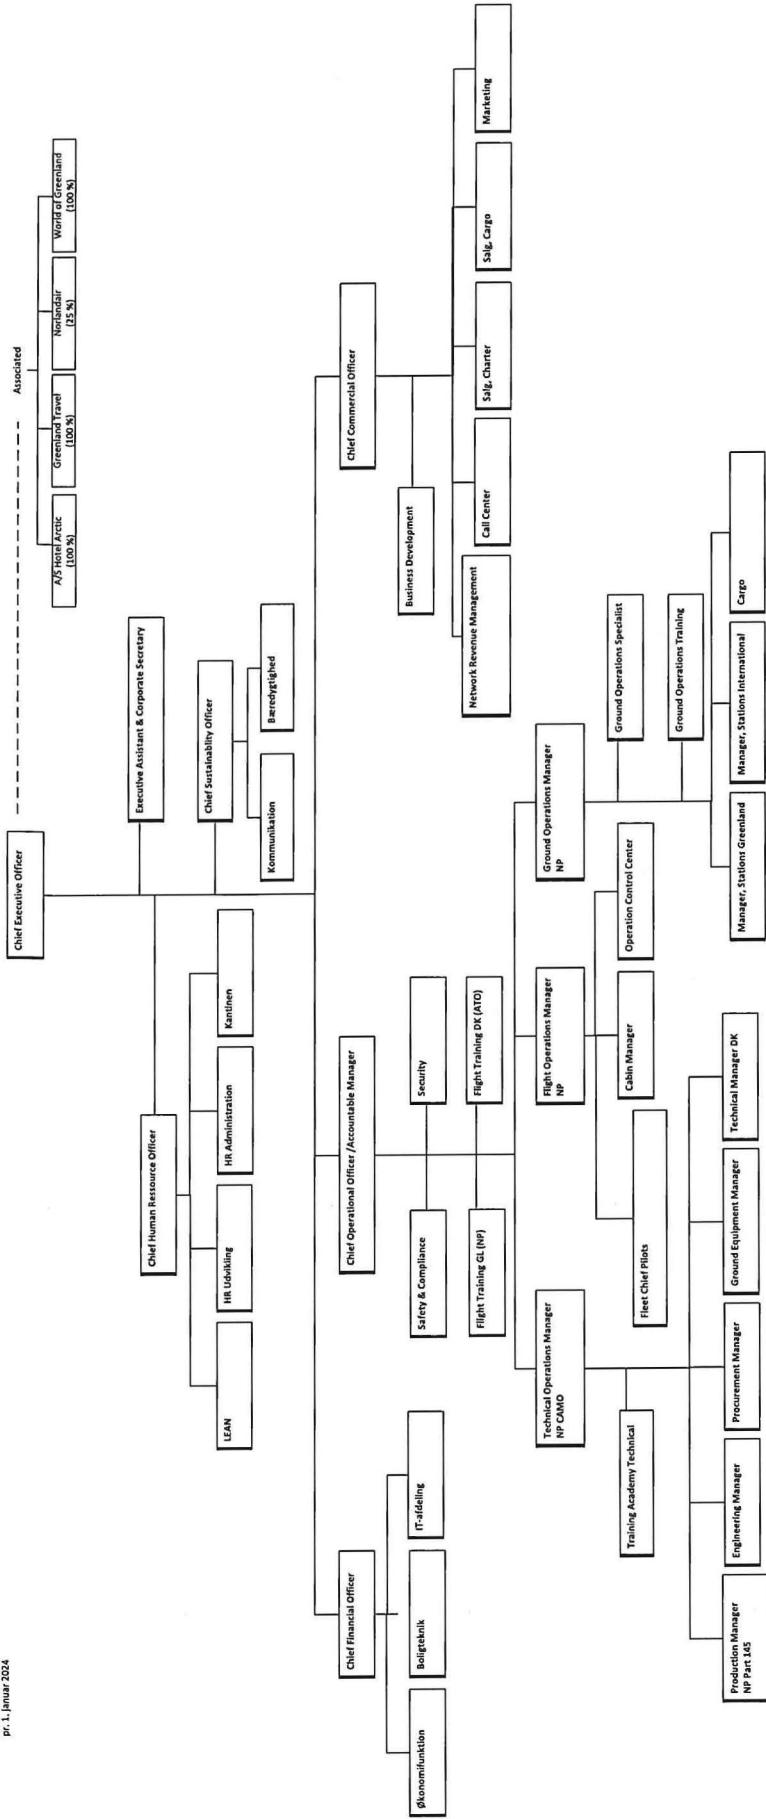 pr. 1. januar 2024
Chief Executive Officer
Associated
A/S Hotel Arctic
(100 %)
Greenland Travel
(100 %)
Norlandair
(25 %)
World of Greenland
(100 %)
Executive Assistant & Corporate Secretary
Chief Human Ressource Officer
Chief Sustainablity Officer
LEAN
HR Udvikling
HR Administration
Kantinen
Kommunikation
Bæredygtighed
Chief Financial Officer
Chief Operational Officer /Accountable Manager
Chief Commercial Officer
Økonomifunktion
Boligteknik
IT-afdeling
Safety & Compliance
Security
Business Development
Flight Training GL (NP)
Flight Training DK (ATO)
Network Revenue Management
Call Center
Salg, Charter
Salg, Cargo
Marketing
Technical Operations Manager
NP CAMO
Flight Operations Manager
NP
Ground Operations Manager
NP
Training Academy Technical
Fleet Chief Pilots
Cabin Manager
Operation Control Center
Ground Operations Specialist
Ground Operations Training
Production Manager
NP Part 145
Engineering Manager
Procurement Manager
Ground Equipment Manager
Technical Manager DK
Manager, Stations Greenland
Manager, Stations International
Cargo